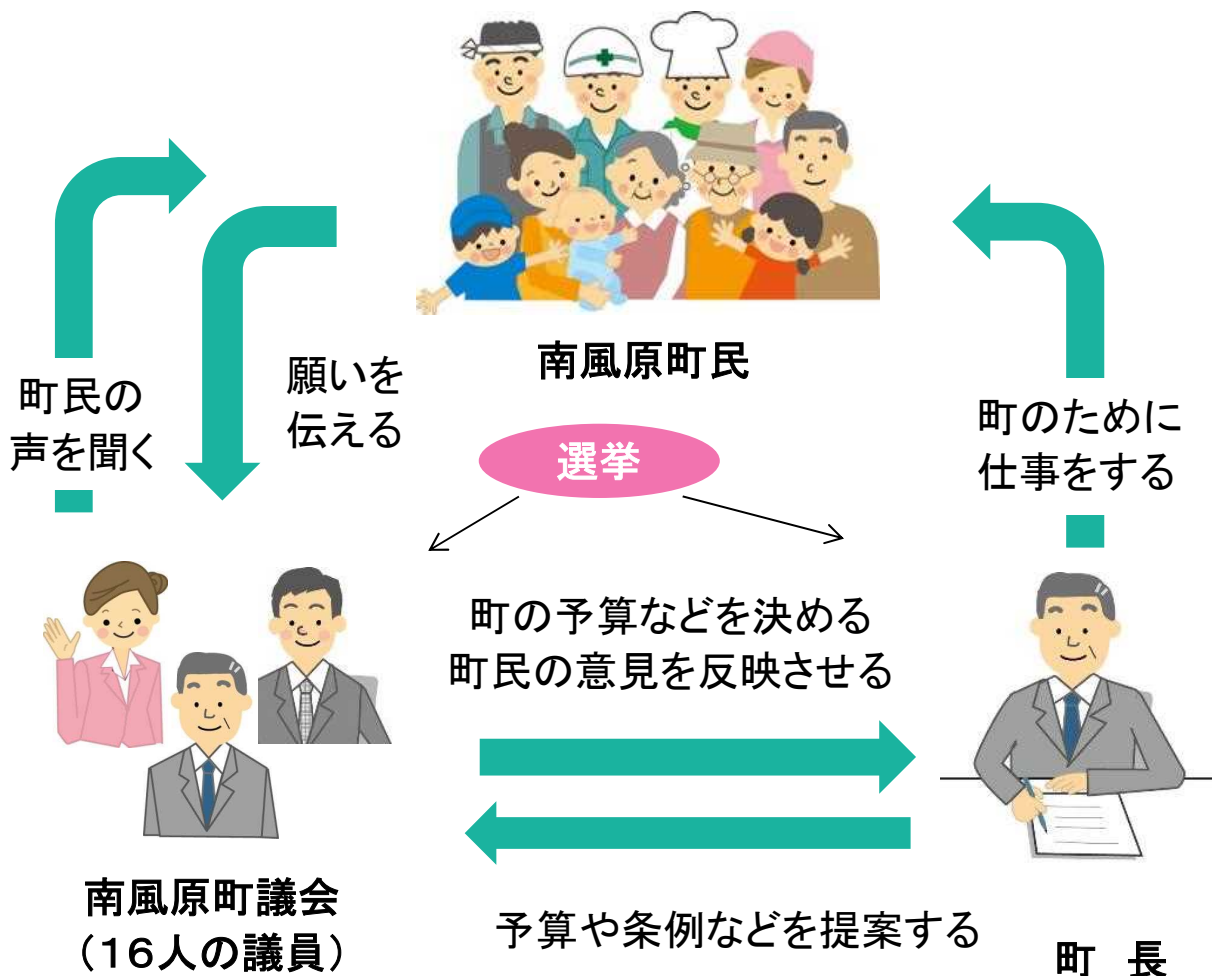 南風原町民
町民の
声を聞く
願いを
伝える
選挙
町のために
仕事をする
町の予算などを決める
町民の意見を反映させる
南風原町議会
（16人の議員）
予算や条例などを提案する
町　長